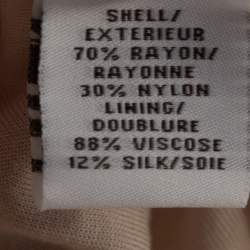 SHELL/
EXTERIEUR
70% RAYON/
RAYONNE
30% NYLON
LINING/
DOUBLURE
88% VISCOSE
12% SILK/SOIE